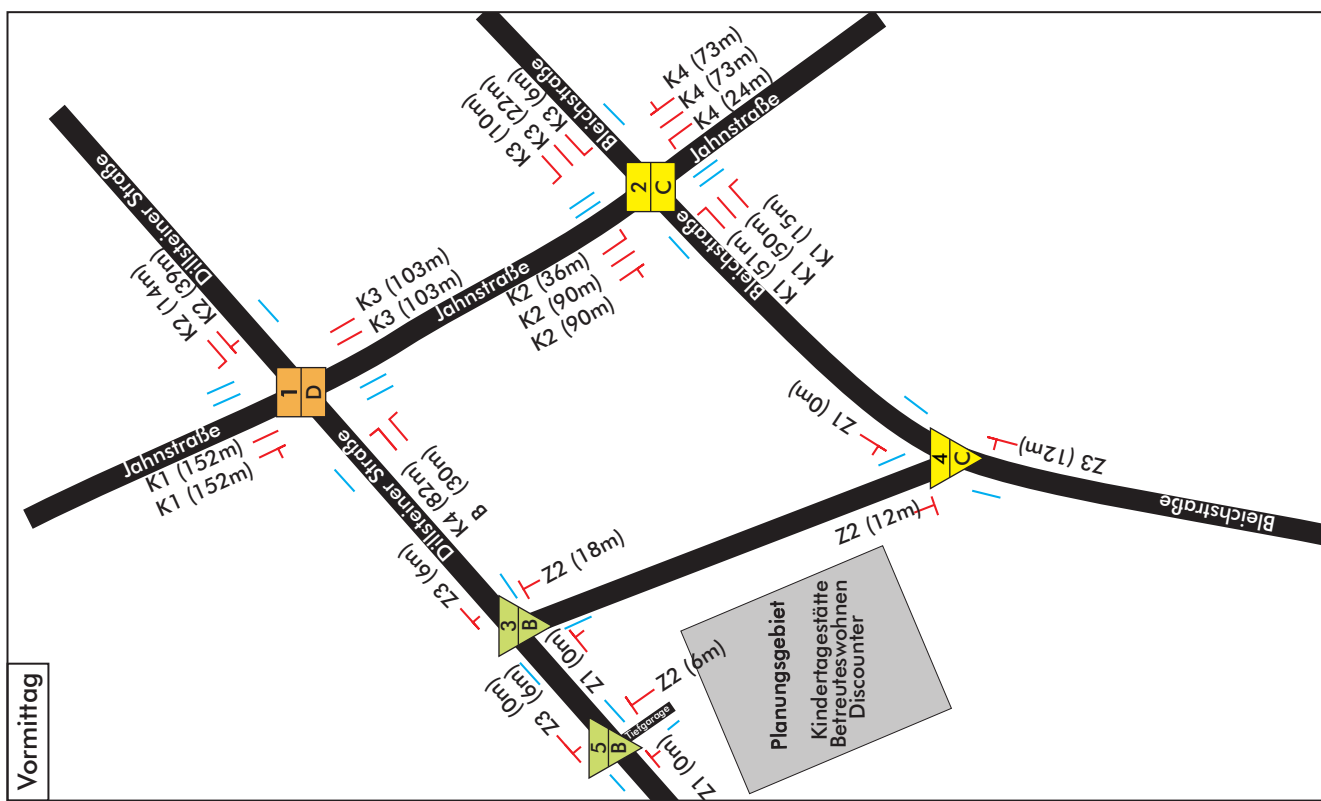 Vormittag
Dillsteiner Straße
K2 (14m)
K2 (39m)
Jahnstraße
K1 (152m)
K1 (152m)
1
D
K3 (103m)
K3 (103m)
Jahnstraße
Bleichstraße
K3 (10m)
K3 (22m)
K3 (6m)
K4 (73m)
K4 (73m)
K4 (24m)
Jahnstraße
2
C
K2 (36m)
K2 (90m)
K2 (90m)
Bleichstraße
K1 (51m)
K1 (50m)
K1 (15m)
Dillsteiner Straße
K4 (82m)
B (30m)
Z3 (6m)
3
B
Z2 (18m)
Z1 (0m)
Z1 (0m)
4
C
Z2 (12m)
Z3 (12m)
Bleichstraße
Z3 (6m)
(0m)
5
B
Tiefgarage
Z2 (6m)
Z1 (0m)
Planungsgebiet
Kindertagestätte
Betreuteswohnen
Discounter